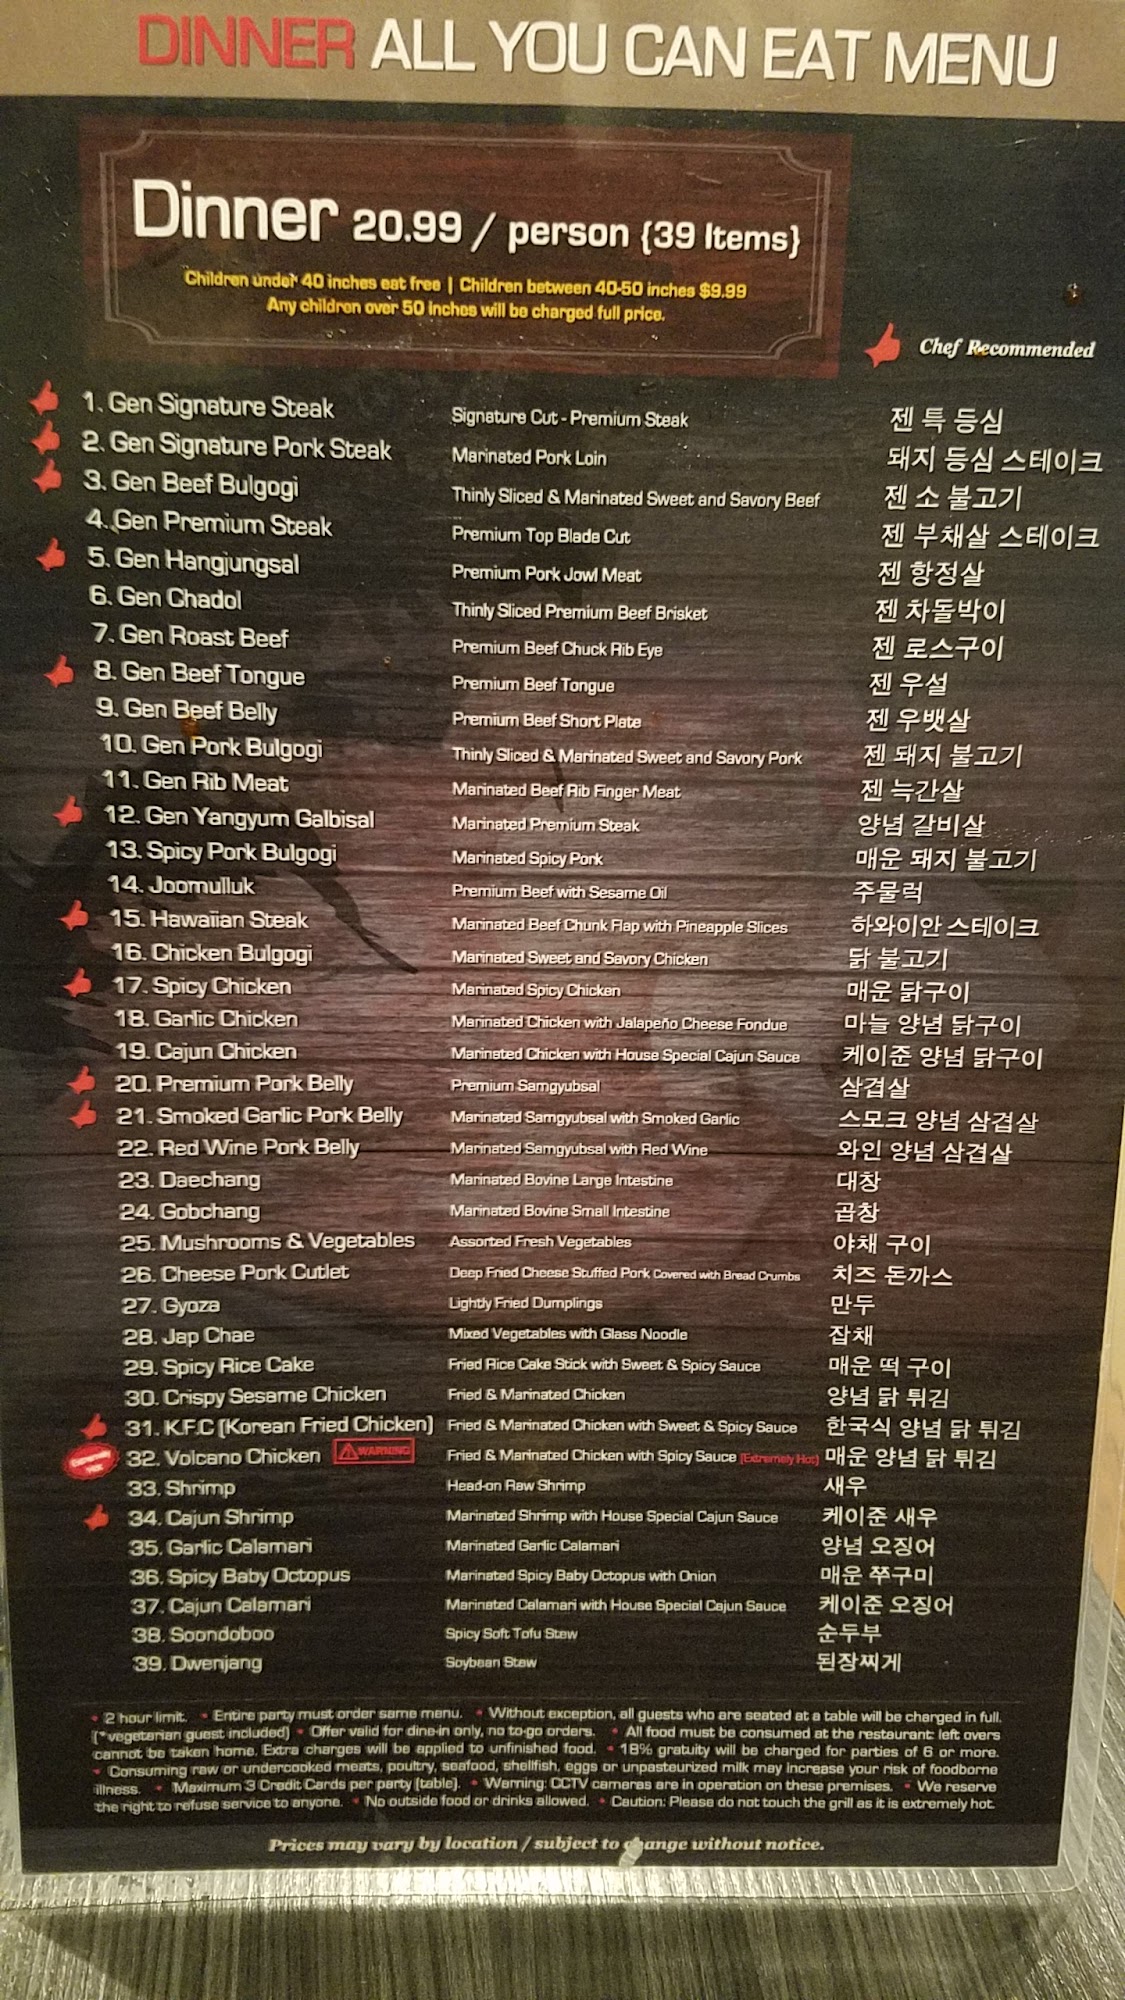 DINNER ALL YOU CAN EAT MENU
Dinner 20.99 / person {39 Items}
Children under 40 inches eat free | Children between 40-50 inches $9.99
Any children over 50 inches will be charged full price.
Chef Recommended
1. Gen Signature Steak Signature Cut - Premium Steak 젠 특 등심
2. Gen Signature Pork Steak Marinated Pork Loin 돼지 등심 스테이크
3. Gen Beef Bulgogi Thinly Sliced & Marinated Sweet and Savory Beef 젠 소 불고기
4. Gen Premium Steak Premium Top Blade Cut 젠 부채살 스테이크
5. Gen Hangjungsal Premium Pork Jowl Meat 젠 항정살
6. Gen Chadol Thinly Sliced Premium Beef Brisket 젠 차돌박이
7. Gen Roast Beef Premium Beef Chuck Rib Eye 젠 로스구이
8. Gen Beef Tongue Premium Beef Tongue 젠 우설
9. Gen Beef Belly Premium Beef Short Plate 젠 우뱃살
10. Gen Pork Bulgogi Thinly Sliced & Marinated Sweet and Savory Pork 젠 돼지 불고기
11. Gen Rib Meat Marinated Beef Rib Finger Meat 젠 늑간살
12. Gen Yangyum Galbisal Marinated Premium Steak 양념 갈비살
13. Spicy Pork Bulgogi Marinated Spicy Pork 매운 돼지 불고기
14. Joomulluk Premium Beef with Sesame Oil 주물럭
15. Hawaiian Steak Marinated Beef Chunk Flap with Pineapple Slices 하와이안 스테이크
16. Chicken Bulgogi Marinated Sweet and Savory Chicken 닭 불고기
17. Spicy Chicken Marinated Spicy Chicken 매운 닭구이
18. Garlic Chicken Marinated Chicken with Jalapeño Cheese Fondue 마늘 양념 닭구이
19. Cajun Chicken Marinated Chicken with House Special Cajun Sauce 케이준 양념 닭구이
20. Premium Pork Belly Premium Samgyubsal 삼겹살
21. Smoked Garlic Pork Belly Marinated Samgyubsal with Smoked Garlic 스모크 양념 삼겹살
22. Red Wine Pork Belly Marinated Samgyubsal with Red Wine 와인 양념 삼겹살
23. Daechang Marinated Bovine Large Intestine 대창
24. Gobchang Marinated Bovine Small Intestine 곱창
25. Mushrooms & Vegetables Assorted Fresh Vegetables 야채 구이
26. Cheese Pork Cutlet Deep Fried Cheese Stuffed Pork Covered with Bread Crumbs 치즈 돈까스
27. Gyoza Lightly Fried Dumplings 만두
28. Jap Chae Mixed Vegetables with Glass Noodle 잡채
29. Spicy Rice Cake Fried Rice Cake Stick with Sweet & Spicy Sauce 매운 떡 구이
30. Crispy Sesame Chicken Fried & Marinated Chicken 양념 닭 튀김
31. K.F.C (Korean Fried Chicken) Fried & Marinated Chicken with Sweet & Spicy Sauce 한국식 양념 닭 튀김
32. Volcano Chicken WARNING Fried & Marinated Chicken with Spicy Sauce (Extremely Hot) 매운 양념 닭 튀김
33. Shrimp Head-on Raw Shrimp 새우
34. Cajun Shrimp Marinated Shrimp with House Special Cajun Sauce 케이준 새우
35. Garlic Calamari Marinated Garlic Calamari 양념 오징어
36. Spicy Baby Octopus Marinated Spicy Baby Octopus with Onion 매운 쭈구미
37. Cajun Calamari Marinated Calamari with House Special Cajun Sauce 케이준 오징어
38. Soondoboo Spicy Soft Tofu Stew 순두부
39. Dwenjang Soybean Stew 된장찌게
• 2 hour limit. • Entire party must order same menu. • Without exception, all guests who are seated at a table will be charged in full.
(*vegetarian guest included) • Offer valid for dine-in only, no to-go orders. • All food must be consumed at the restaurant: left overs
cannot be taken home. Extra charges will be applied to unfinished food. • 18% gratuity will be charged for parties of 6 or more.
• Consuming raw or undercooked meats, poultry, seafood, shellfish, eggs or unpasteurized milk may increase your risk of foodborne
illness. • Maximum 3 Credit Cards per party (table). • Warning: CCTV cameras are in operation on these premises. • We reserve
the right to refuse service to anyone. • No outside food or drinks allowed. • Caution: Please do not touch the grill as it is extremely hot.
Prices may vary by location / subject to change without notice.